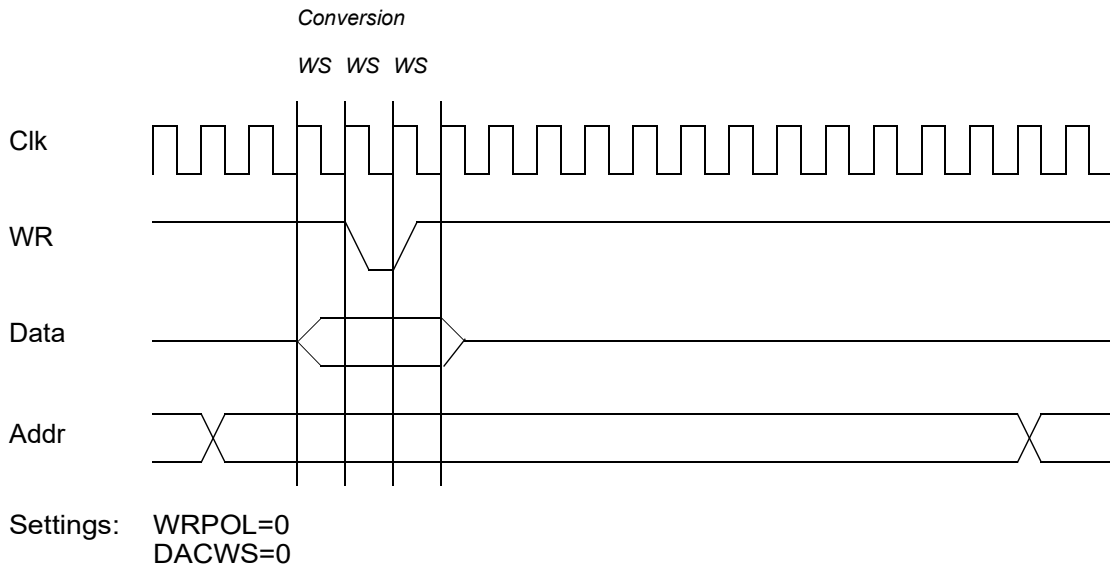 Conversion
WS WS WS
Clk
WR
Data
Addr
Settings: WRPOL=0
DACWS=0